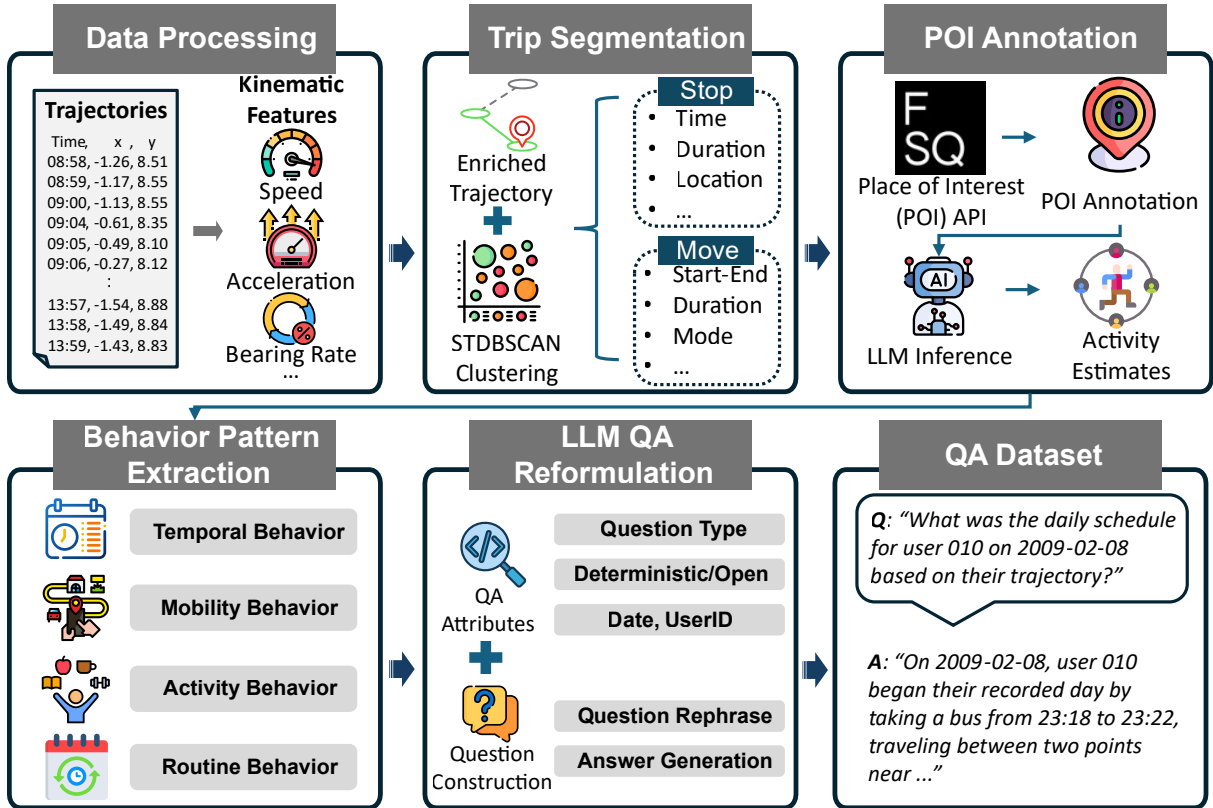 Data Processing
Trajectories
Time, x , y
08:58, -1.26, 8.51
08:59, -1.17, 8.55
09:00, -1.13, 8.55
09:04, -0.61, 8.35
09:05, -0.49, 8.10
09:06, -0.27, 8.12
:
13:57, -1.54, 8.88
13:58, -1.49, 8.84
13:59, -1.43, 8.83
Kinematic
Features
Speed
Acceleration
%
Bearing Rate
...
Trip Segmentation
Enriched
Trajectory
STDBSCAN
Clustering
Stop
• Time
• Duration
• Location
• ...
Move
• Start-End
• Duration
• Mode
• ...
POI Annotation
F
SQ
Place of Interest
(POI) API
i
POI Annotation
AI
LLM Inference
Activity
Estimates
Behavior Pattern
Extraction
Temporal Behavior
Mobility Behavior
Activity Behavior
Routine Behavior
LLM QA
Reformulation
</>
QA
Attributes
Question Type
Deterministic/Open
Date, UserID
?
Question
Construction
Question Rephrase
Answer Generation
QA Dataset
Q: “What was the daily schedule
for user 010 on 2009-02-08
based on their trajectory?”
A: “On 2009-02-08, user 010
began their recorded day by
taking a bus from 23:18 to 23:22,
traveling between two points
near ...”